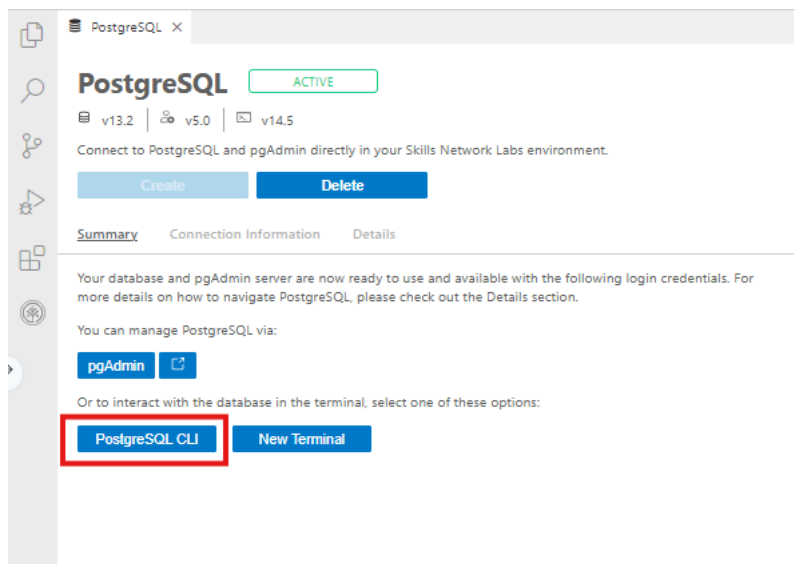 PostgreSQL ×
PostgreSQL ACTIVE
v13.2 v5.0 v14.5
Connect to PostgreSQL and pgAdmin directly in your Skills Network Labs environment.
Create Delete
Summary Connection Information Details
Your database and pgAdmin server are now ready to use and available with the following login credentials. For
more details on how to navigate PostgreSQL, please check out the Details section.
You can manage PostgreSQL via:
pgAdmin
Or to interact with the database in the terminal, select one of these options:
PostgreSQL CLI New Terminal